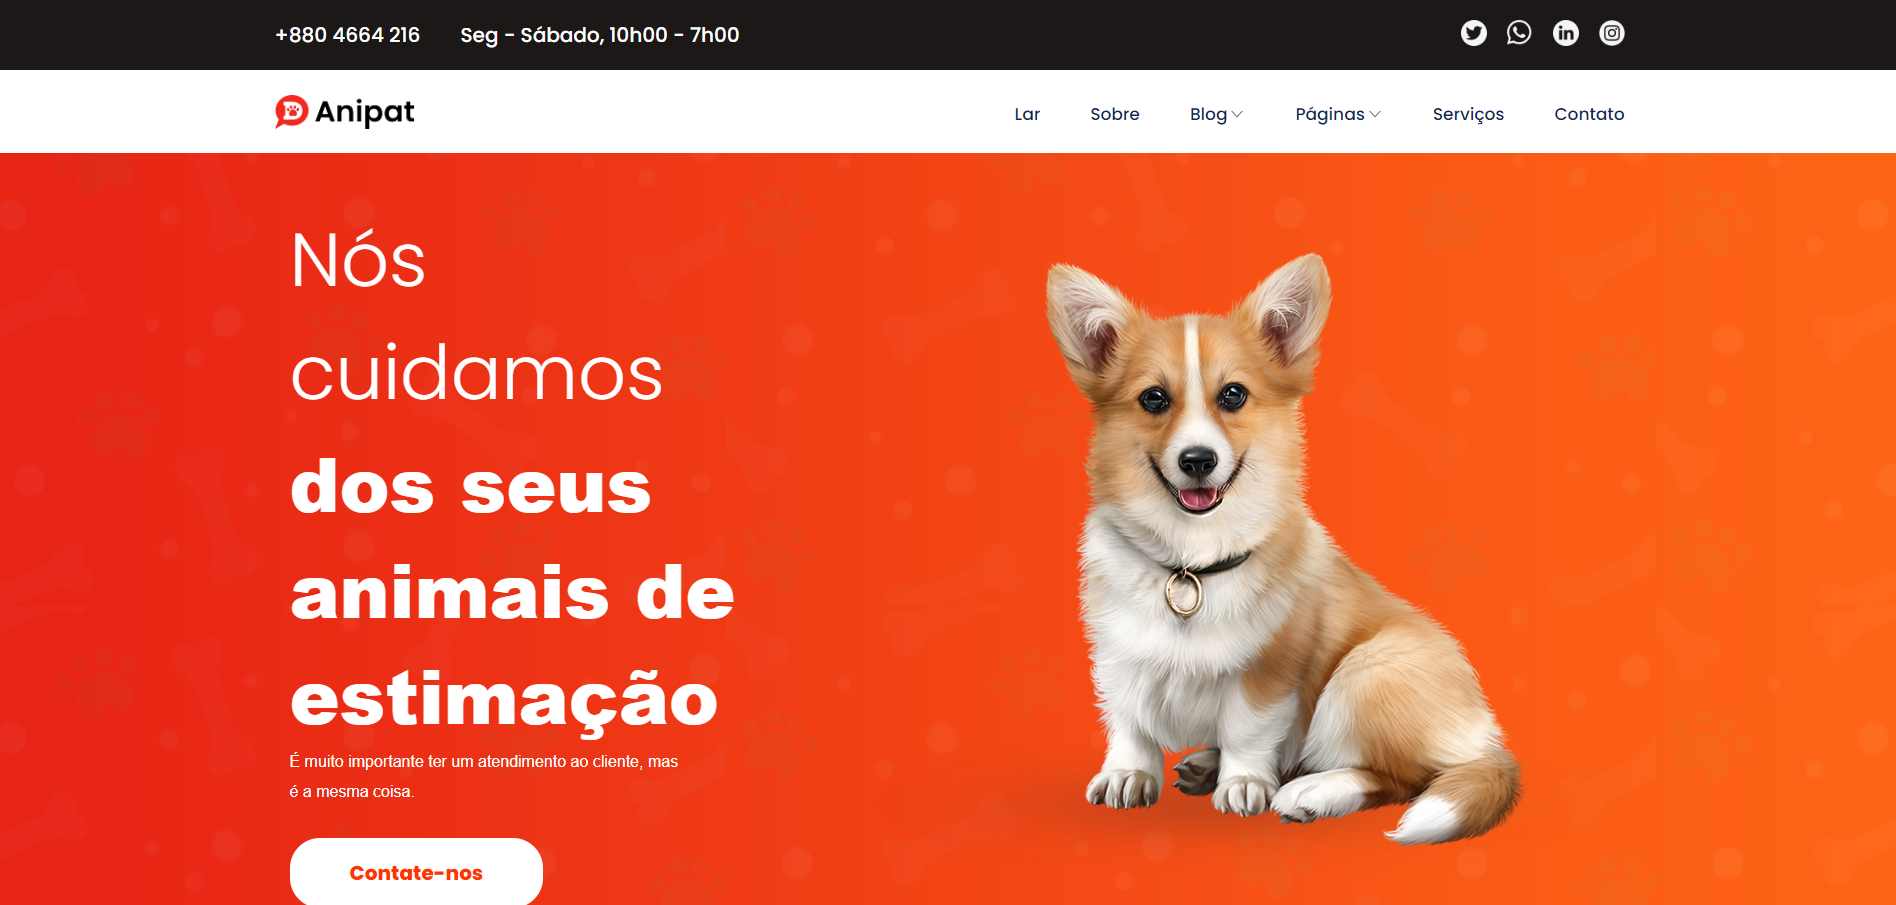 +880 4664 216 Seg - Sábado, 10h00 - 7h00
Anipat Lar Sobre Blog Páginas Serviços Contato
Nós
cuidamos
dos seus
animais de
estimação
É muito importante ter um atendimento ao cliente, mas
é a mesma coisa.
Contate-nos